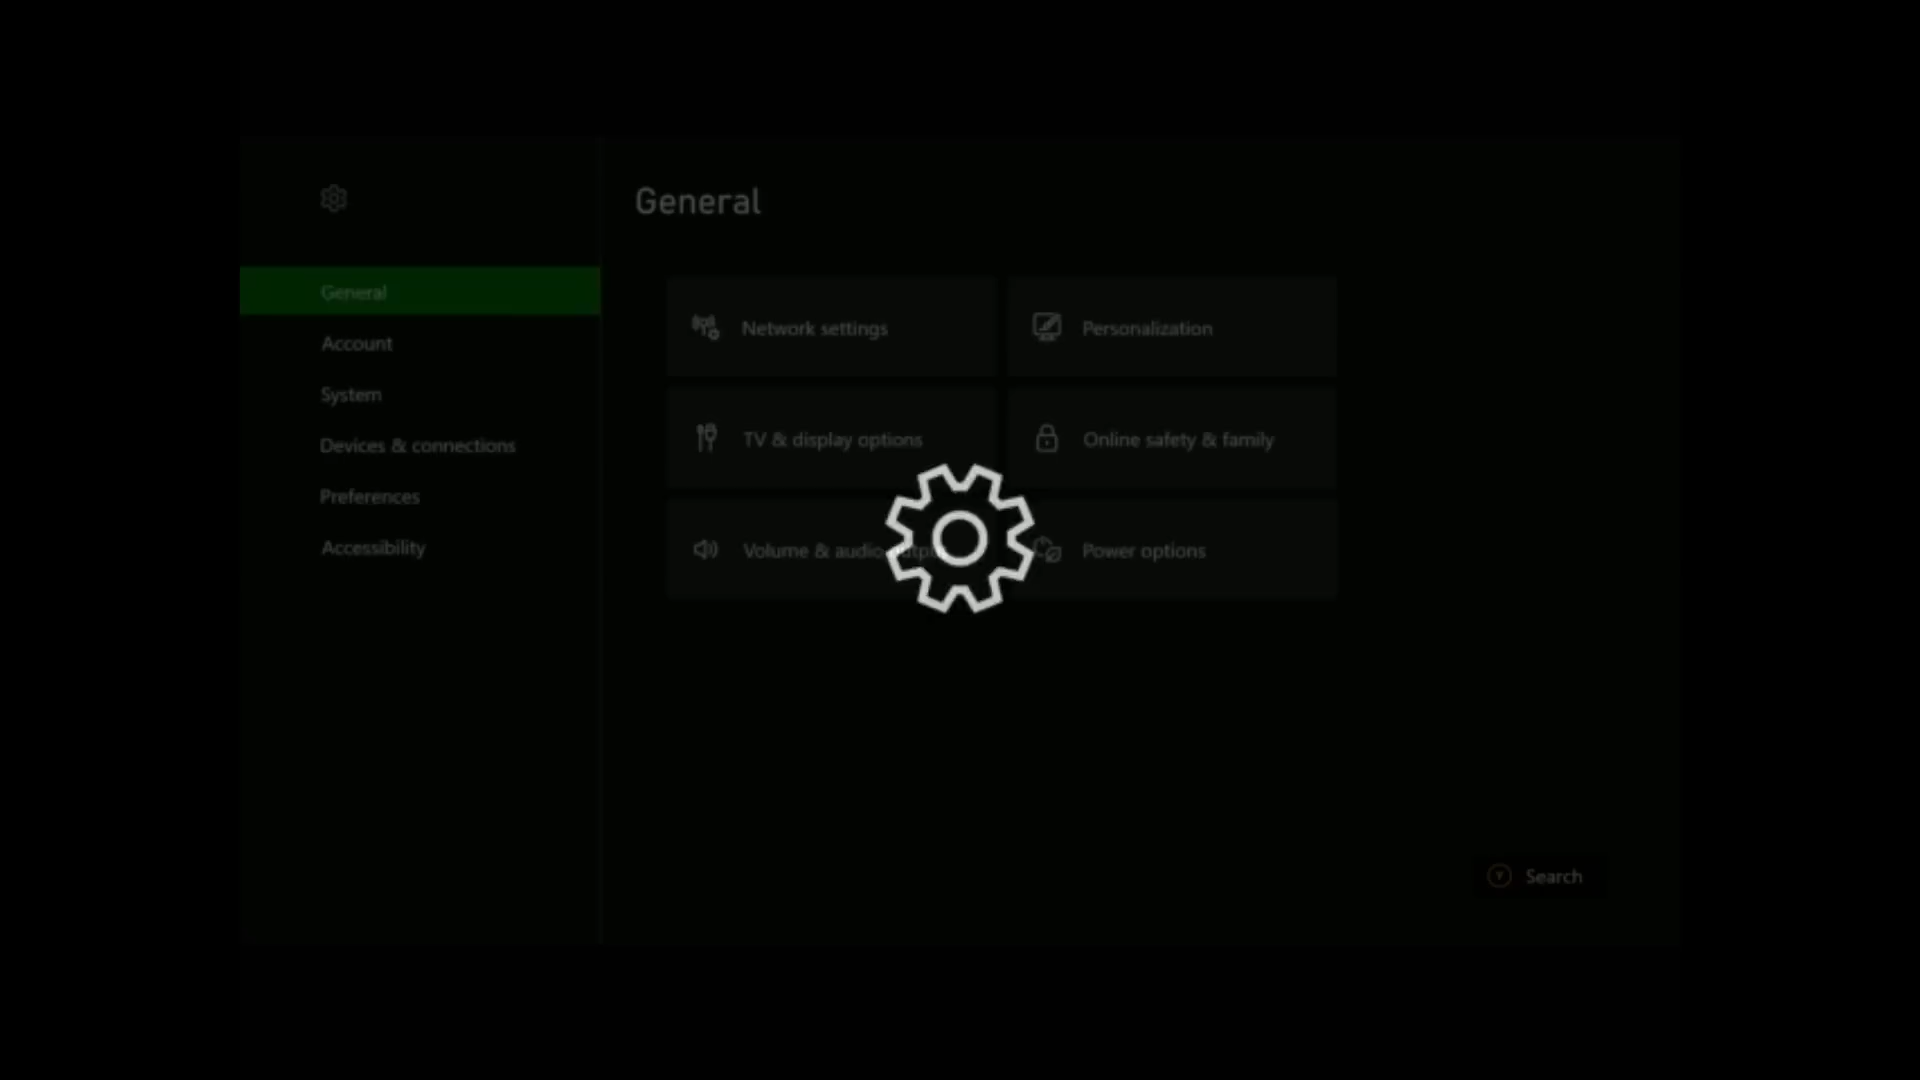 General
General
Account
System
Devices & connections
Preferences
Accessibility
Network settings
Personalization
TV & display options
Online safety & family
Volume & audio
Power options
Y Search